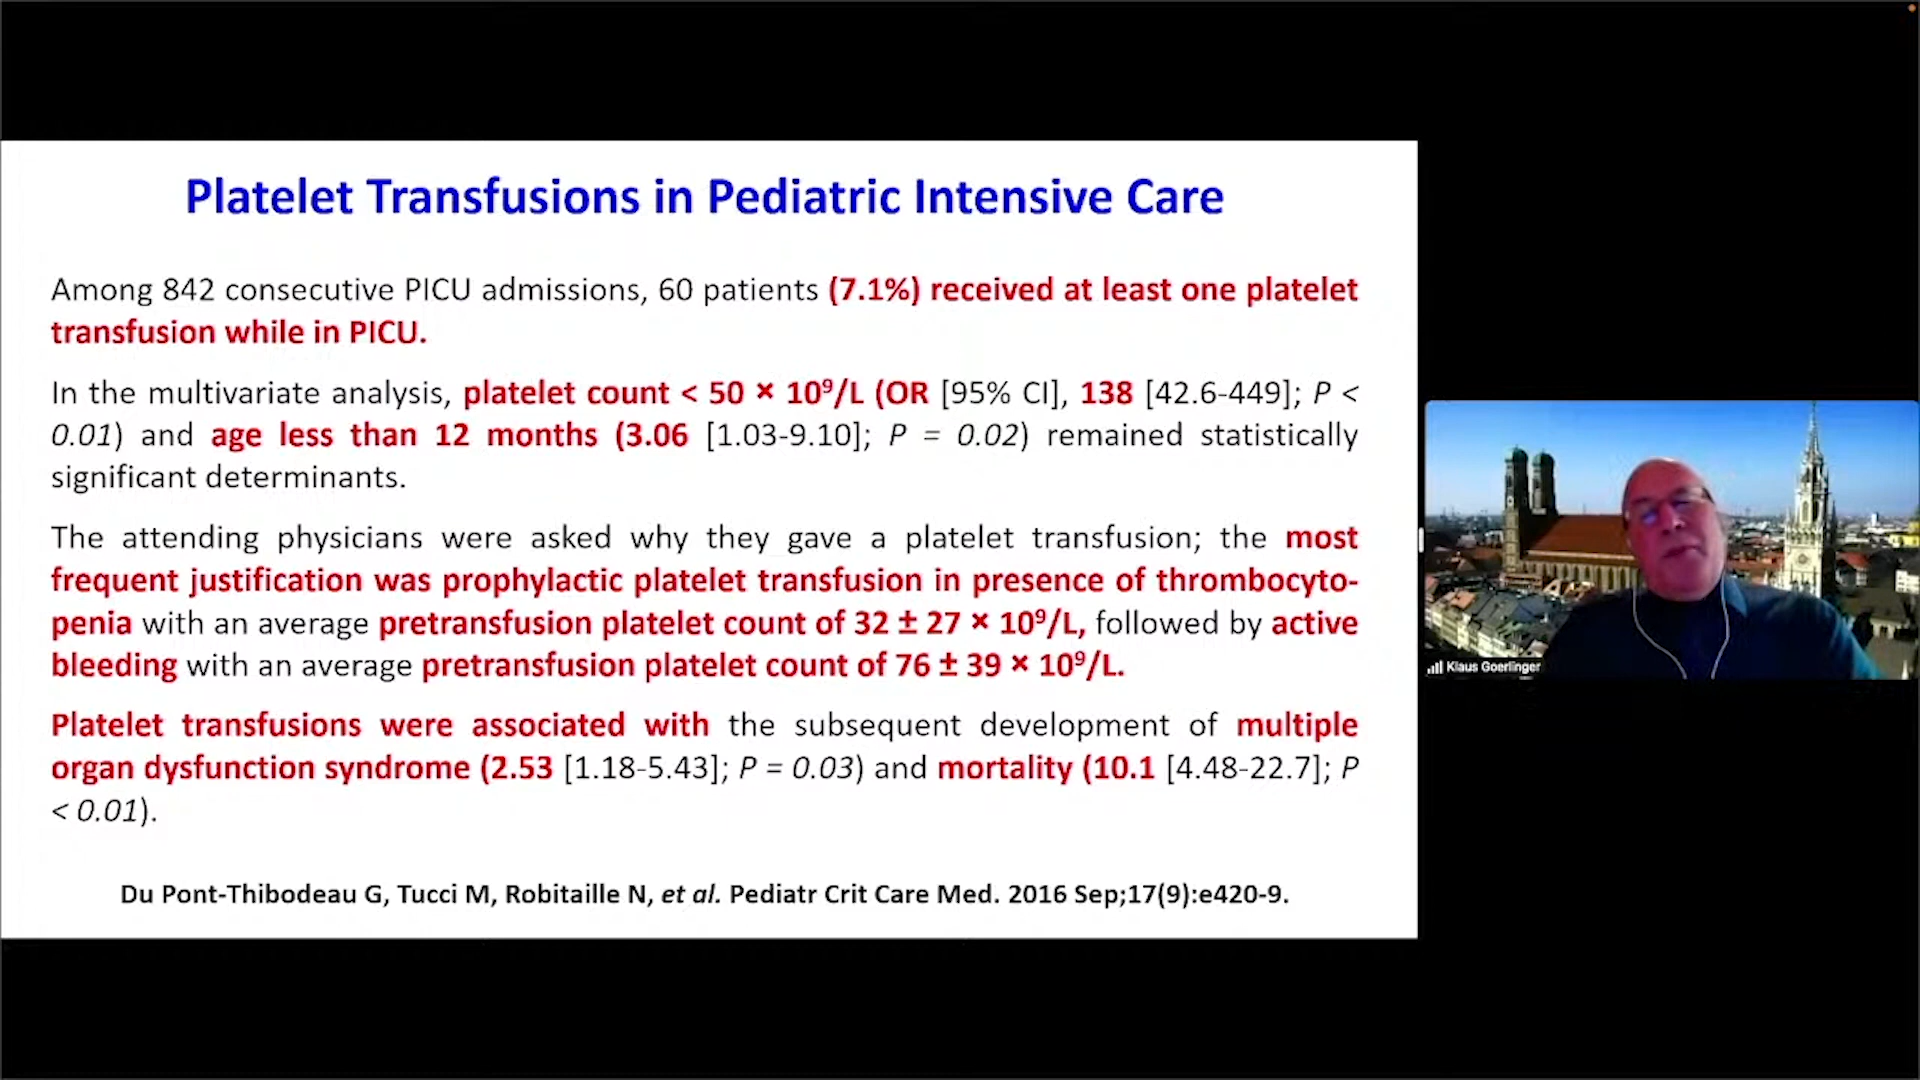 Platelet Transfusions in Pediatric Intensive Care
Among 842 consecutive PICU admissions, 60 patients (7.1%) received at least one platelet
transfusion while in PICU.
In the multivariate analysis, platelet count < 50 × 10⁹/L (OR [95% CI], 138 [42.6-449]; P <
0.01) and age less than 12 months (3.06 [1.03-9.10]; P = 0.02) remained statistically
significant determinants.
The attending physicians were asked why they gave a platelet transfusion; the most
frequent justification was prophylactic platelet transfusion in presence of thrombocyto-
penia with an average pretransfusion platelet count of 32 ± 27 × 10⁹/L, followed by active
bleeding with an average pretransfusion platelet count of 76 ± 39 × 10⁹/L.
Platelet transfusions were associated with the subsequent development of multiple
organ dysfunction syndrome (2.53 [1.18-5.43]; P = 0.03) and mortality (10.1 [4.48-22.7]; P
< 0.01).
Du Pont-Thibodeau G, Tucci M, Robitaille N, et al. Pediatr Crit Care Med. 2016 Sep;17(9):e420-9.
Klaus Goerlinger